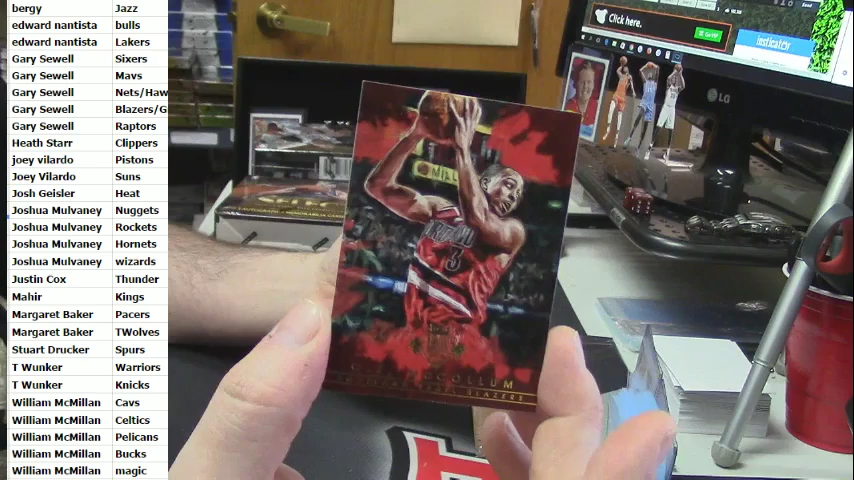 bergy Jazz
edward nantista bulls
edward nantista Lakers
Gary Sewell Sixers
Gary Sewell Mavs
Gary Sewell Nets/Haw
Gary Sewell Blazers/G
Gary Sewell Raptors
Heath Starr Clippers
joey vilardo Pistons
Joey Vilardo Suns
Josh Geisler Heat
Joshua Mulvaney Nuggets
Joshua Mulvaney Rockets
Joshua Mulvaney Hornets
Joshua Mulvaney wizards
Justin Cox Thunder
Mahir Kings
Margaret Baker Pacers
Margaret Baker TWolves
Stuart Drucker Spurs
T Wunker Warriors
T Wunker Knicks
William McMillan Cavs
William McMillan Celtics
William McMillan Pelicans
William McMillan Bucks
William McMillan magic
Click here.
insticator
LG
3
BLAZERS